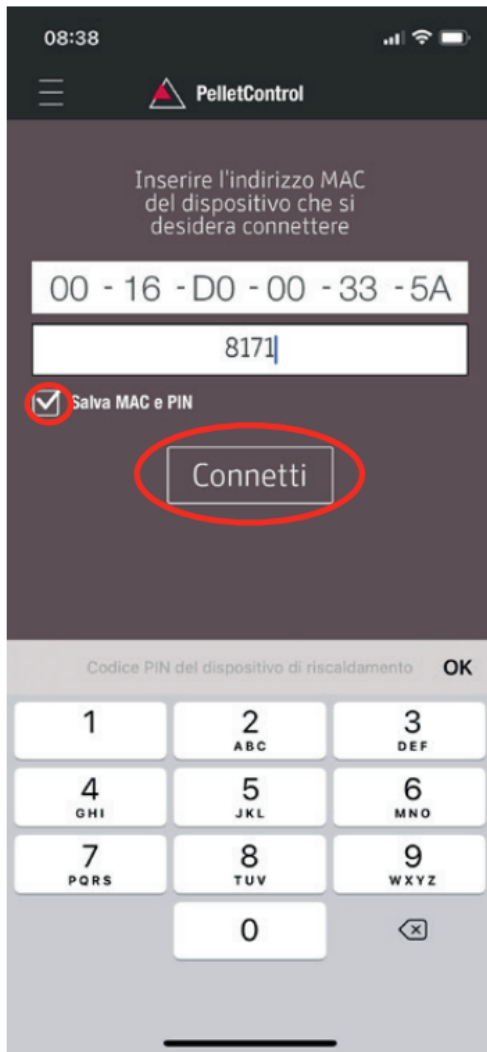 08:38
PelletControl
Inserire l'indirizzo MAC
del dispositivo che si
desidera connettere
00 - 16 - D0 - 00 - 33 - 5A
8171
Salva MAC e PIN
Connetti
Codice PIN del dispositivo di riscaldamento OK
1 2 3
ABC DEF
4 5 6
GHI JKL MNO
7 8 9
PQRS TUV WXYZ
0